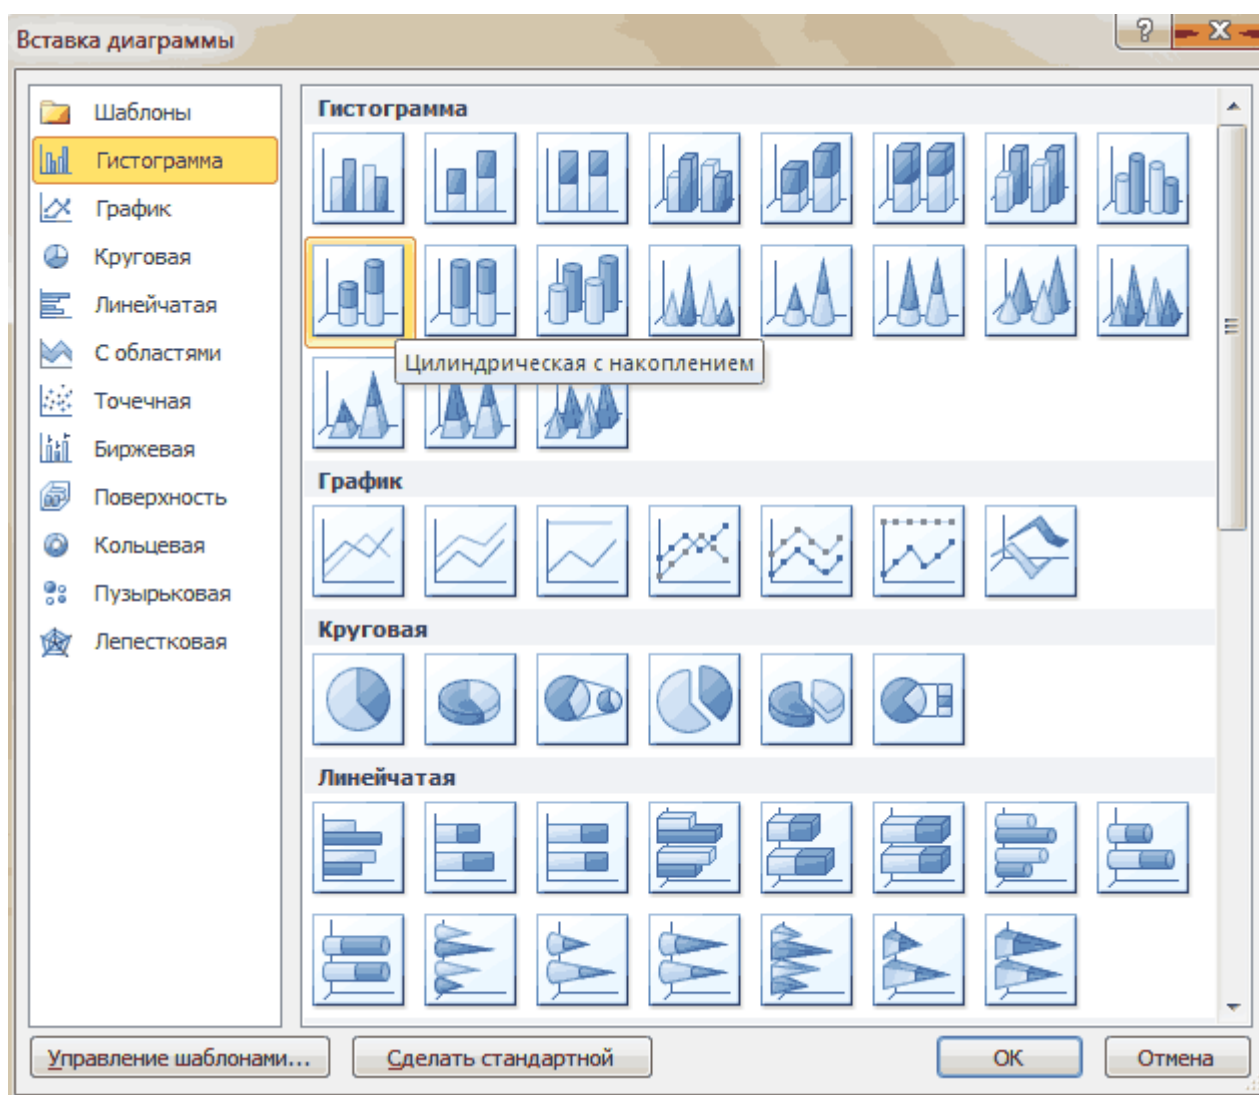 Вставка диаграммы
Шаблоны
Гистограмма
График
Круговая
Линейчатая
С областями
Точечная
Биржевая
Поверхность
Кольцевая
Пузырьковая
Лепестковая
Гистограмма
Цилиндрическая с накоплением
График
Круговая
Линейчатая
Управление шаблонами...
Сделать стандартной
ОК
Отмена